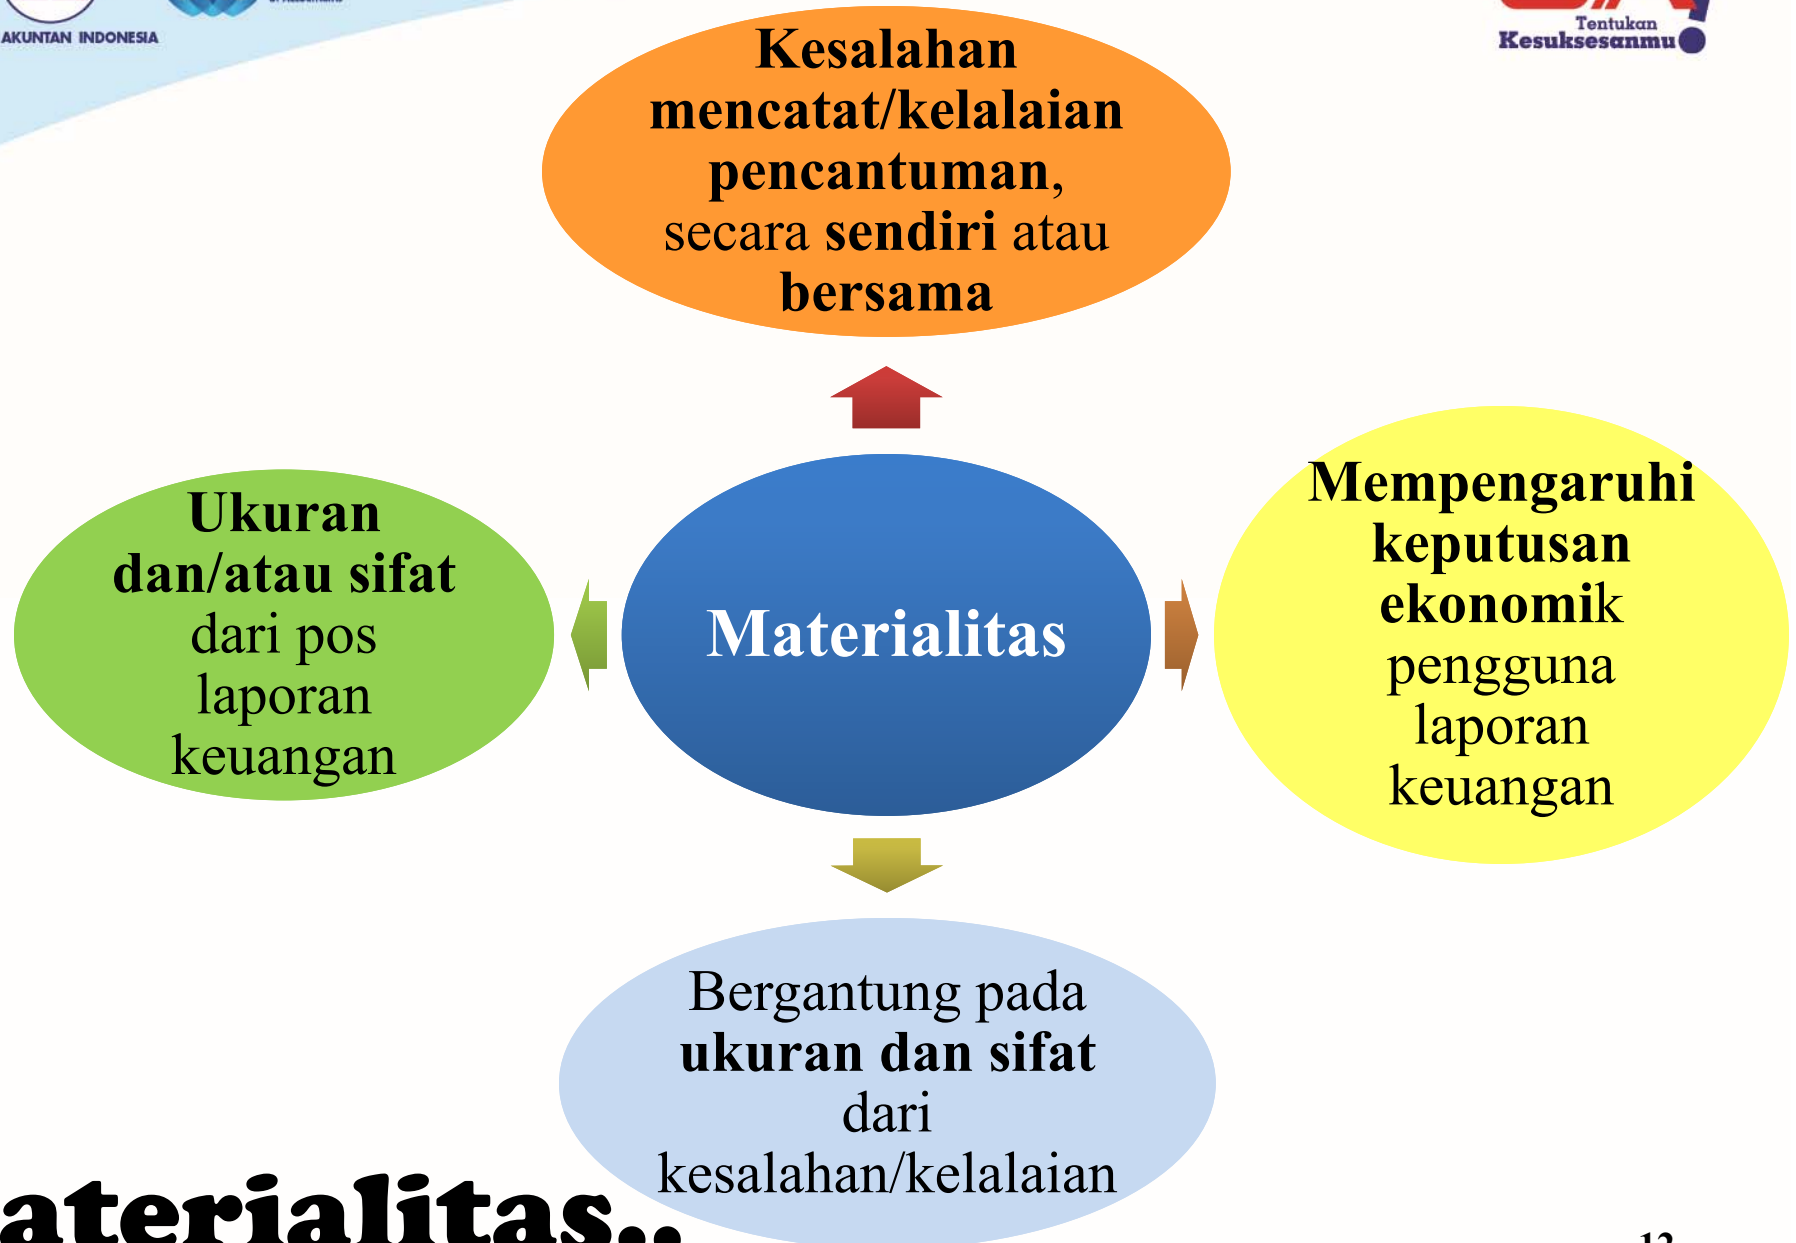 AKUNTAN INDONESIA
Tentukan
Kesuksesanmu
Kesalahan
mencatat/kelalaian
pencantuman,
secara sendiri atau
bersama
Ukuran
dan/atau sifat
dari pos
laporan
keuangan
Materialitas
Mempengaruhi
keputusan
ekonomik
pengguna
laporan
keuangan
Bergantung pada
ukuran dan sifat
dari
kesalahan/kelalaian
aterialitas..